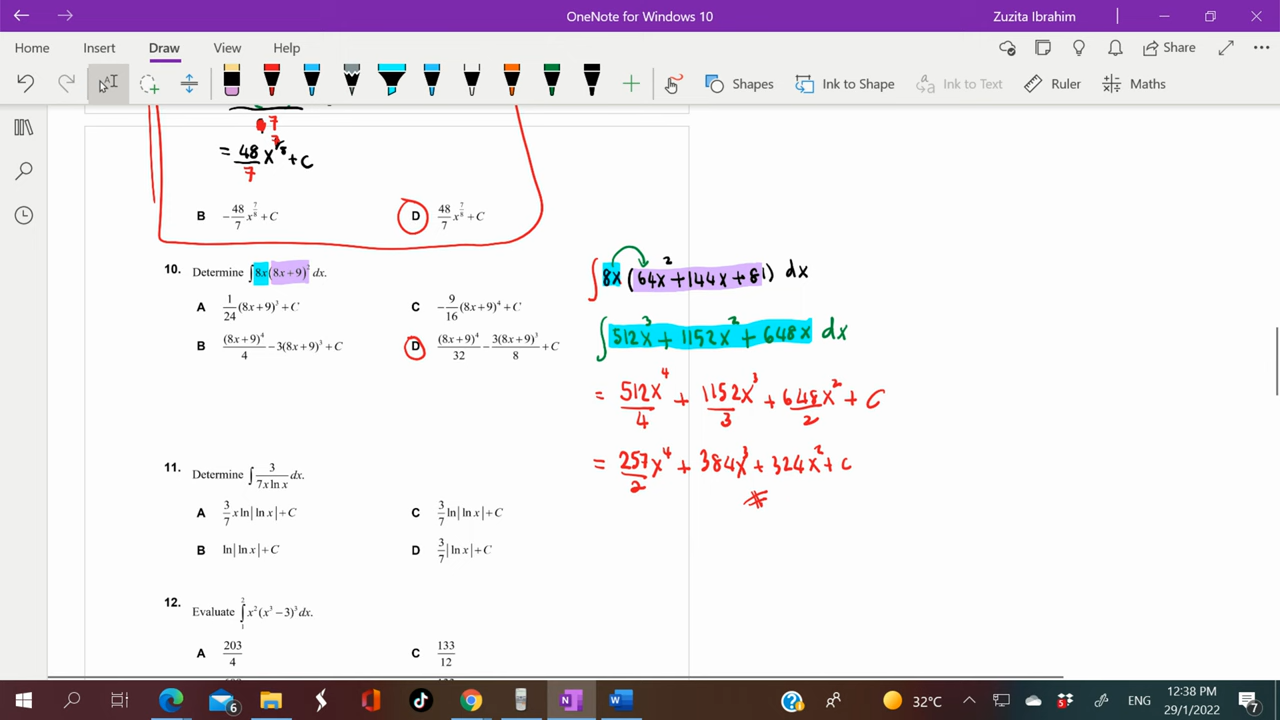 OneNote for Windows 10
Zuzita Ibrahim
Home Insert Draw View Help
Share
Shapes Ink to Shape Ink to Text Ruler Maths
7
= 48/7 x^7/8 + C
B -48/7 x^7/8 + C
D 48/7 x^7/8 + C
10. Determine ∫8x(8x+9)² dx.
A 1/24 (8x+9)³ + C
C -9/16 (8x+9)⁴ + C
B (8x+9)⁴/4 - 3(8x+9)³ + C
D (8x+9)⁴/32 - 3(8x+9)³/8 + C
∫ 8x (64x² + 144x + 81) dx
∫ 512x³ + 1152x² + 648x dx
= 512x⁴/4 + 1152x³/3 + 648x²/2 + C
= 257/2 x⁴ + 384x³ + 324x² + C
11. Determine ∫ 3/(7x ln x) dx.
A 3/7 x ln| ln x | + C
C 3/7 ln| ln x | + C
B ln| ln x | + C
D 3/7 | ln x | + C
12. Evaluate ∫₁² x²(x³ - 3)³ dx.
A 203/4
C 133/12
6
32°C
5
ENG
12:38 PM
29/1/2022
7